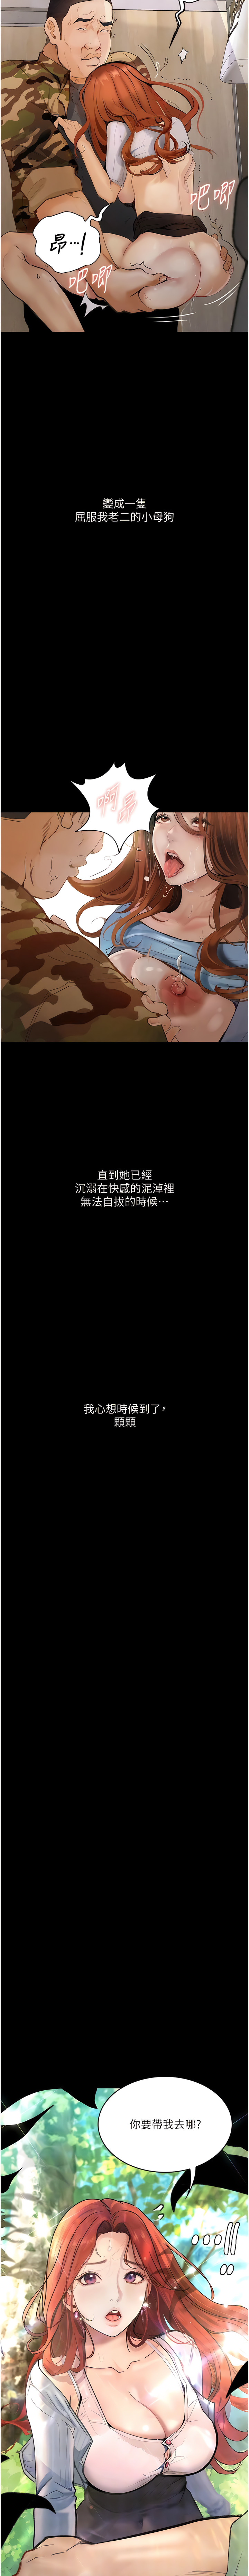 吧唧
昂…!
吧唧
變成一隻
屈服我老二的小母狗
啊嗯
直到她已經
沉溺在快感的泥淖裡
無法自拔的時候…
我心想時候到了,
顆顆
你要帶我去哪?